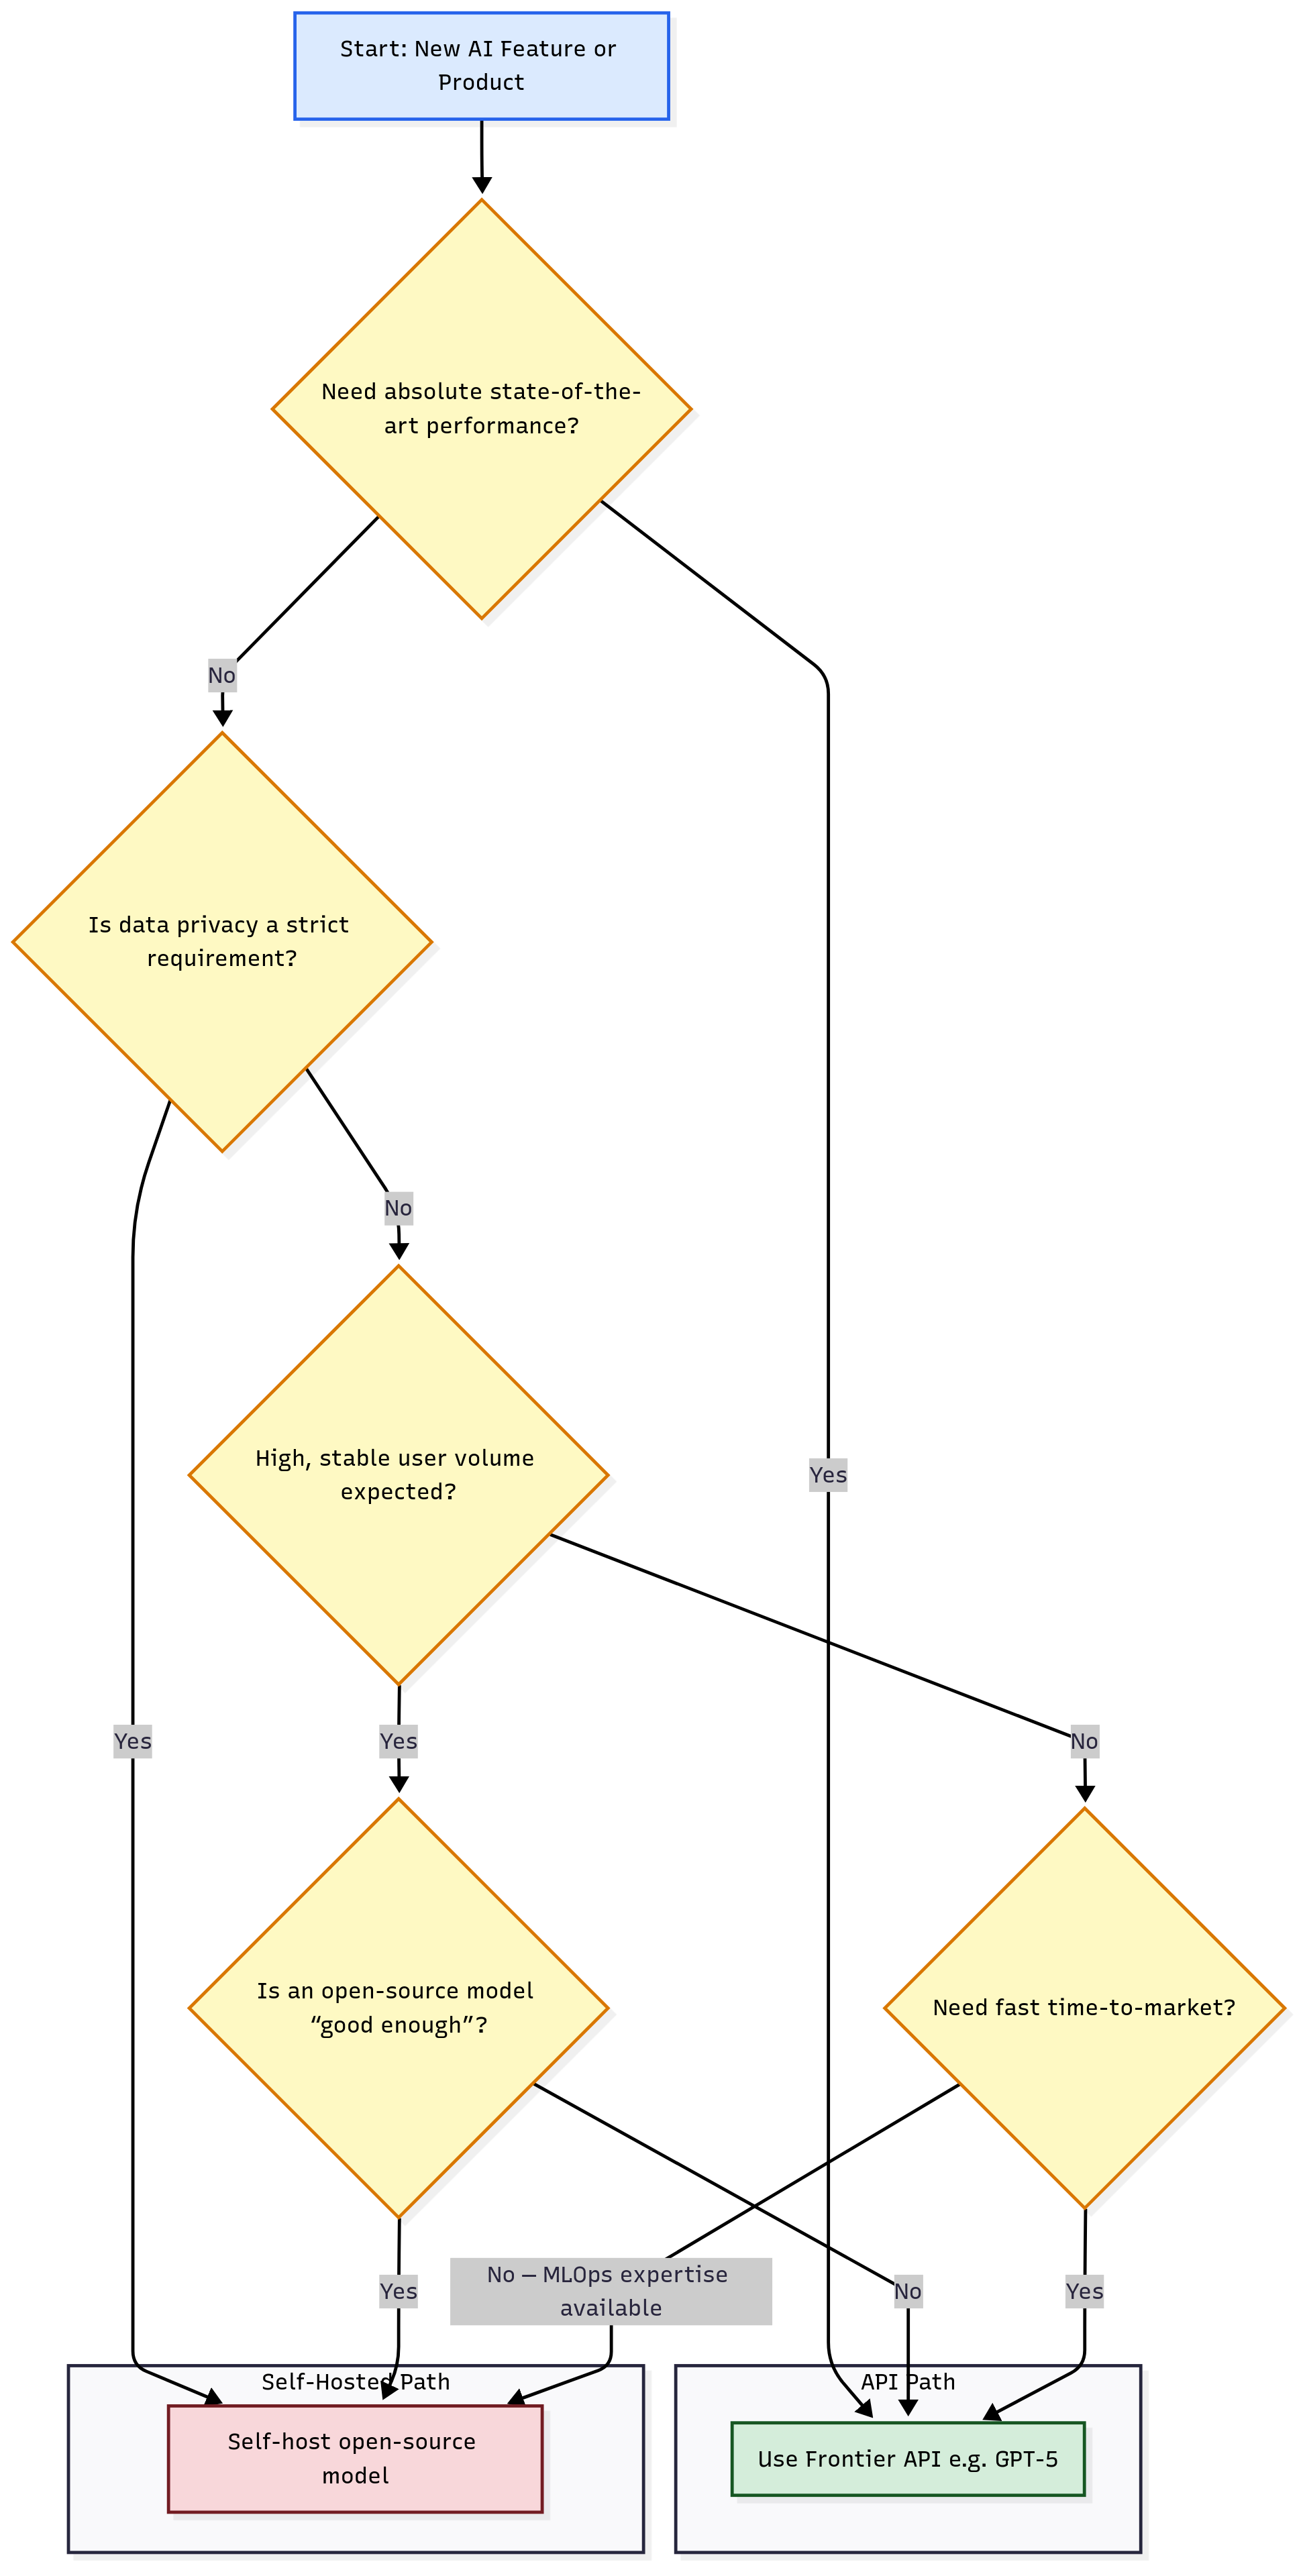 Start: New AI Feature or
Product
Need absolute state-of-the-
art performance?
No
Is data privacy a strict
requirement?
No
High, stable user volume
expected?
Yes
Yes
Yes
No
Is an open-source model
“good enough”?
Need fast time-to-market?
Yes
No – MLOps expertise
available
No
Yes
Self-Hosted Path
API Path
Self-host open-source
model
Use Frontier API e.g. GPT-5